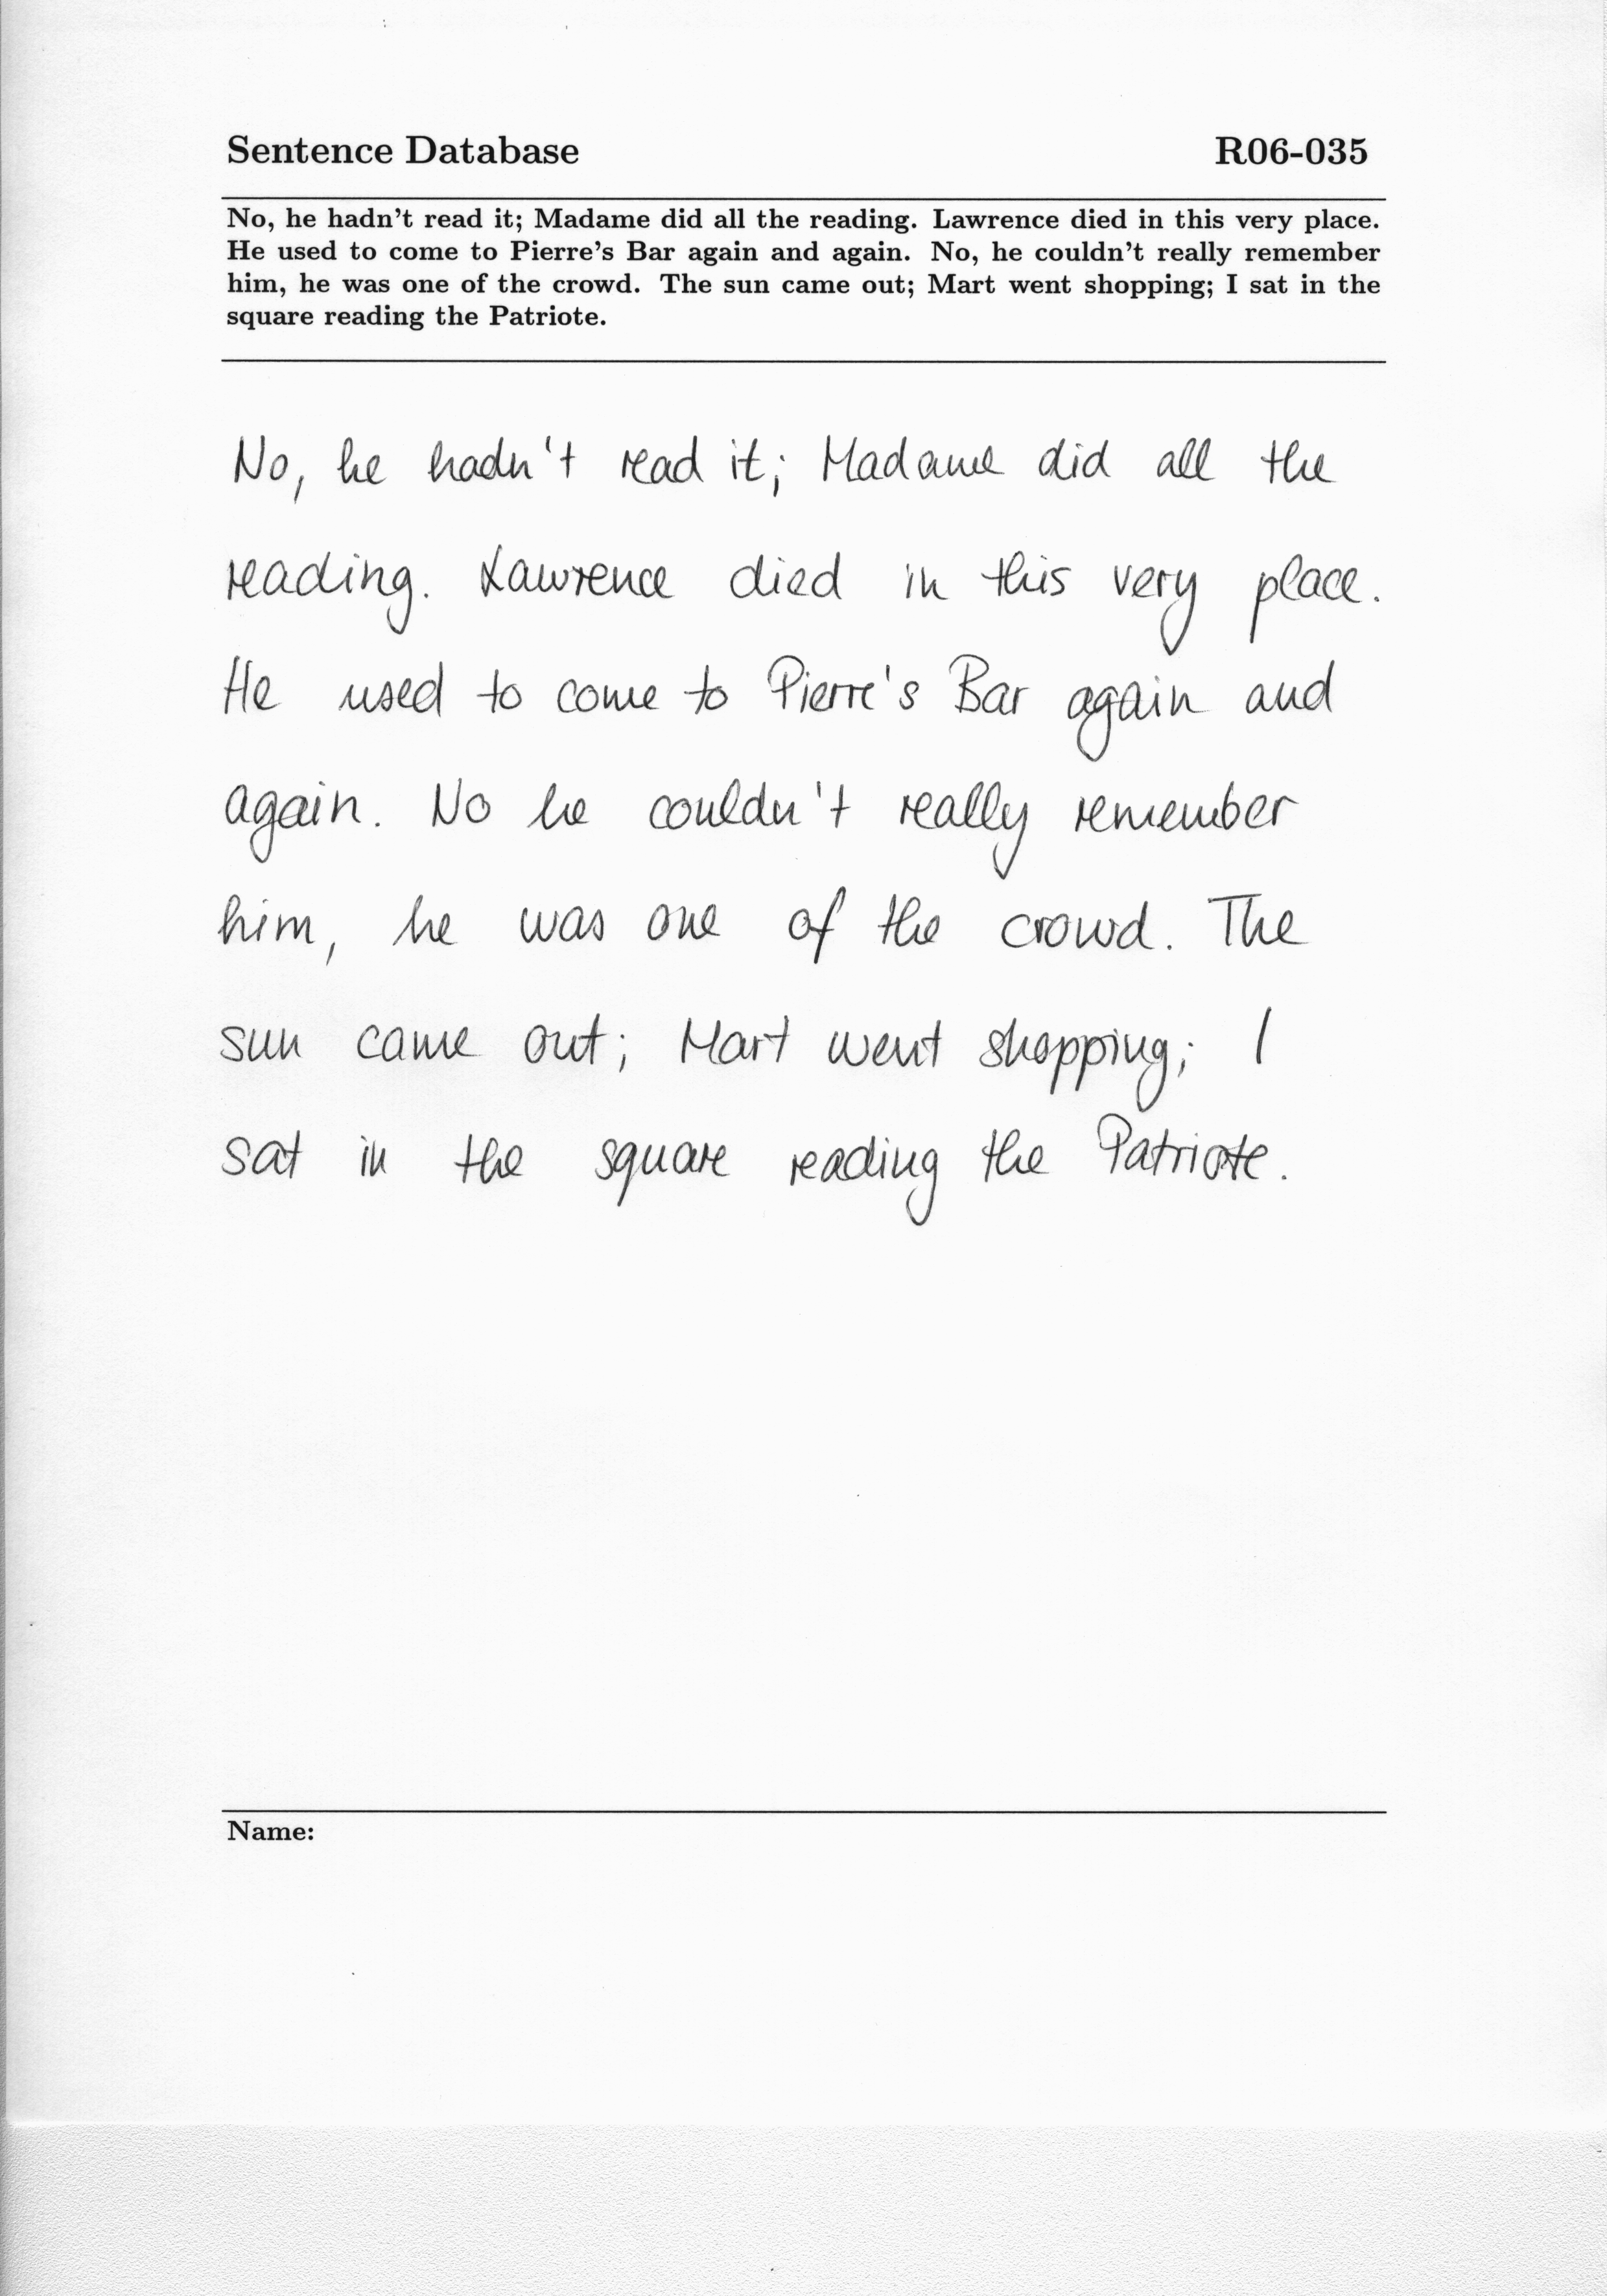 Sentence Database R06-035
No, he hadn't read it; Madame did all the reading. Lawrence died in this very place.
He used to come to Pierre's Bar again and again. No, he couldn't really remember
him, he was one of the crowd. The sun came out; Mart went shopping; I sat in the
square reading the Patriote.
No, he hadn't read it; Madame did all the
reading. Lawrence died in this very place.
He used to come to Pierre's Bar again and
again. No he couldn't really remember
him, he was one of the crowd. The
sun came out; Mart went shopping; I
sat in the square reading the Patriote.
Name: